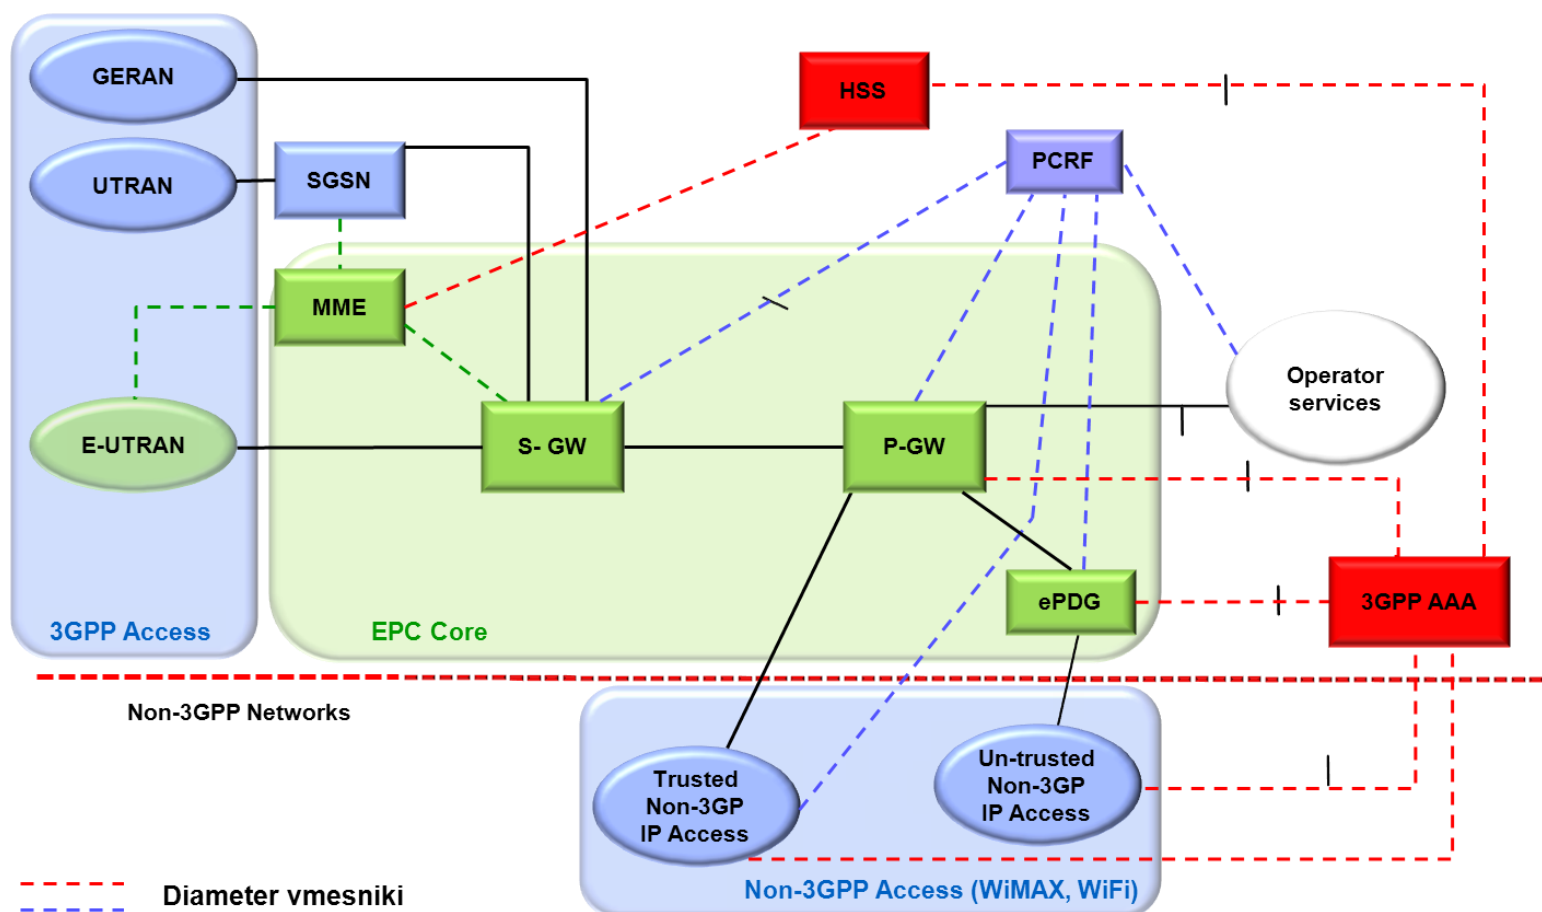 GERAN
HSS
PCRF
UTRAN
SGSN
MME
Operator
services
E-UTRAN
S- GW
P-GW
ePDG
3GPP AAA
3GPP Access
EPC Core
Non-3GPP Networks
Trusted
Non-3GP
IP Access
Un-trusted
Non-3GP
IP Access
Non-3GPP Access (WiMAX, WiFi)
Diameter vmesniki